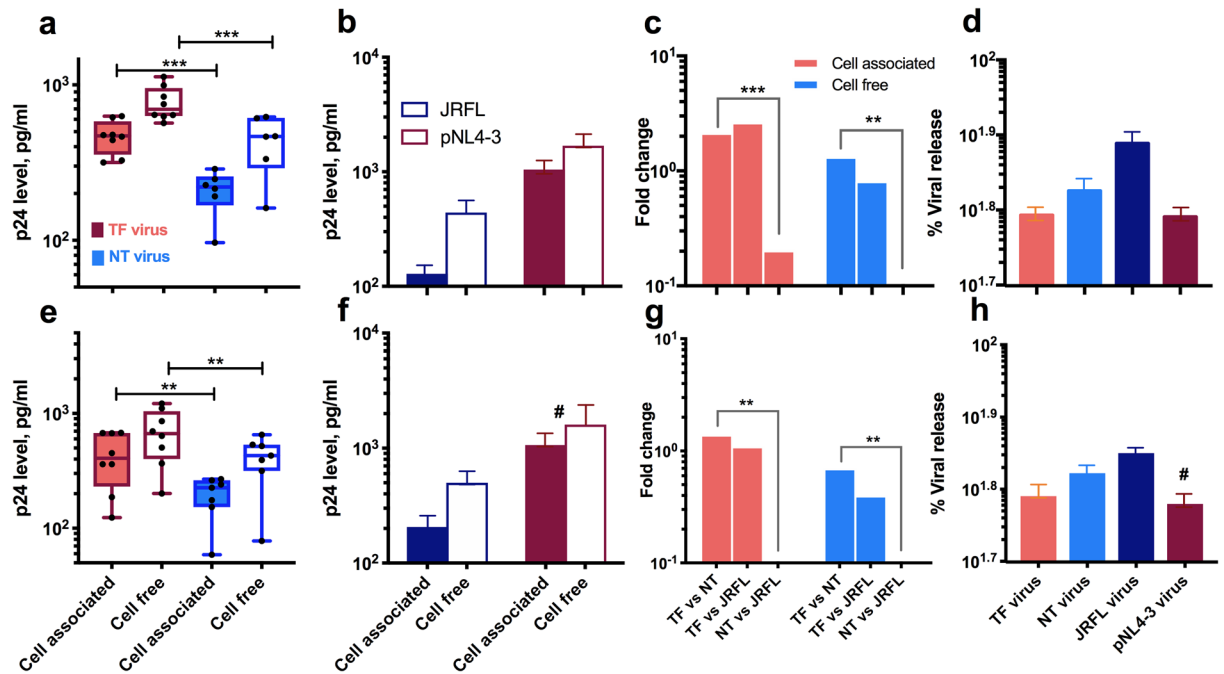 a
p24 level, pg/ml
10³
10²
***
***
TF virus
NT virus
b
p24 level, pg/ml
10⁴
10³
10²
JRFL
pNL4-3
c
Fold change
10¹
10⁰
10⁻¹
Cell associated
Cell free
***
**
d
% Viral release
10²
10¹·⁹
10¹·⁸
10¹·⁷
e
p24 level, pg/ml
10³
10²
**
**
Cell associated
Cell free
Cell associated
Cell free
f
p24 level, pg/ml
10⁴
10³
10²
#
Cell associated
Cell free
Cell associated
Cell free
g
Fold change
10¹
10⁰
10⁻¹
**
**
TF vs NT
TF vs JRFL
NT vs JRFL
TF vs NT
TF vs JRFL
NT vs JRFL
h
% Viral release
10²
10¹·⁹
10¹·⁸
10¹·⁷
#
TF virus
NT virus
JRFL virus
pNL4-3 virus